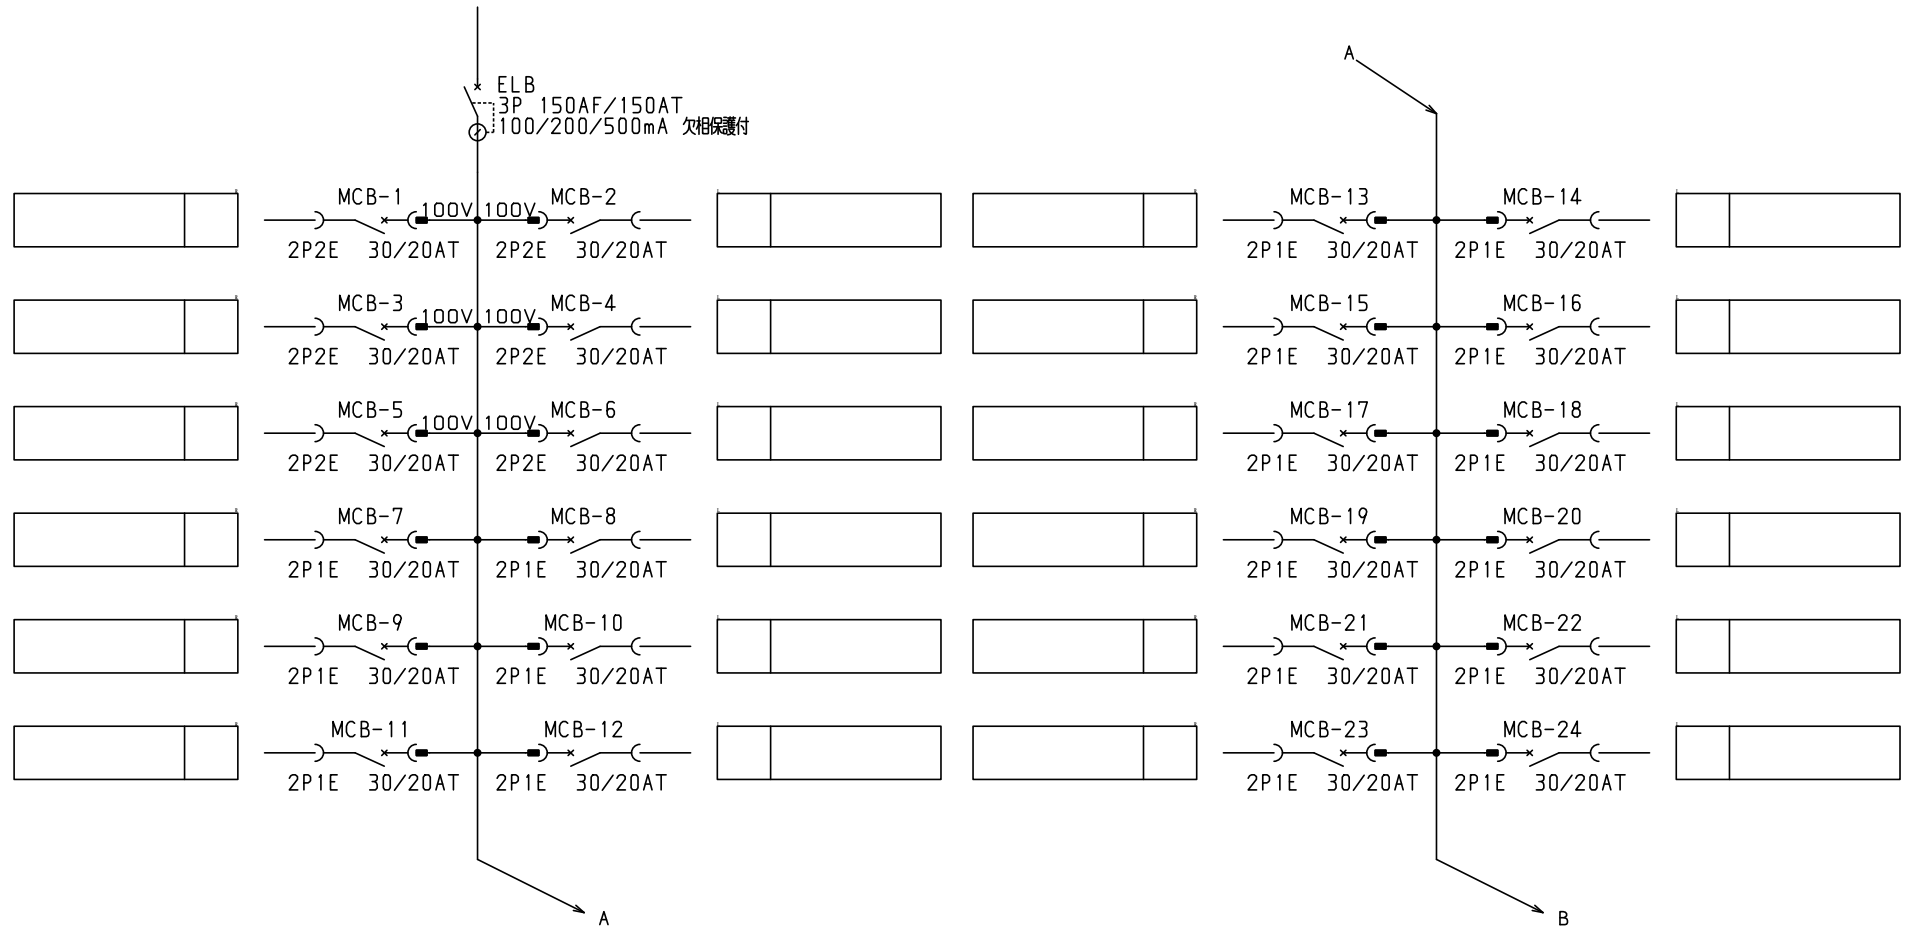 ELB
3P 150AF/150AT
100/200/500mA 欠相保護付
A
MCB-1 100V 100V MCB-2
2P2E 30/20AT 2P2E 30/20AT
MCB-13 MCB-14
2P1E 30/20AT 2P1E 30/20AT
MCB-3 100V 100V MCB-4
2P2E 30/20AT 2P2E 30/20AT
MCB-15 MCB-16
2P1E 30/20AT 2P1E 30/20AT
MCB-5 100V 100V MCB-6
2P2E 30/20AT 2P2E 30/20AT
MCB-17 MCB-18
2P1E 30/20AT 2P1E 30/20AT
MCB-7 MCB-8
2P1E 30/20AT 2P1E 30/20AT
MCB-19 MCB-20
2P1E 30/20AT 2P1E 30/20AT
MCB-9 MCB-10
2P1E 30/20AT 2P1E 30/20AT
MCB-21 MCB-22
2P1E 30/20AT 2P1E 30/20AT
MCB-11 MCB-12
2P1E 30/20AT 2P1E 30/20AT
MCB-23 MCB-24
2P1E 30/20AT 2P1E 30/20AT
A
B